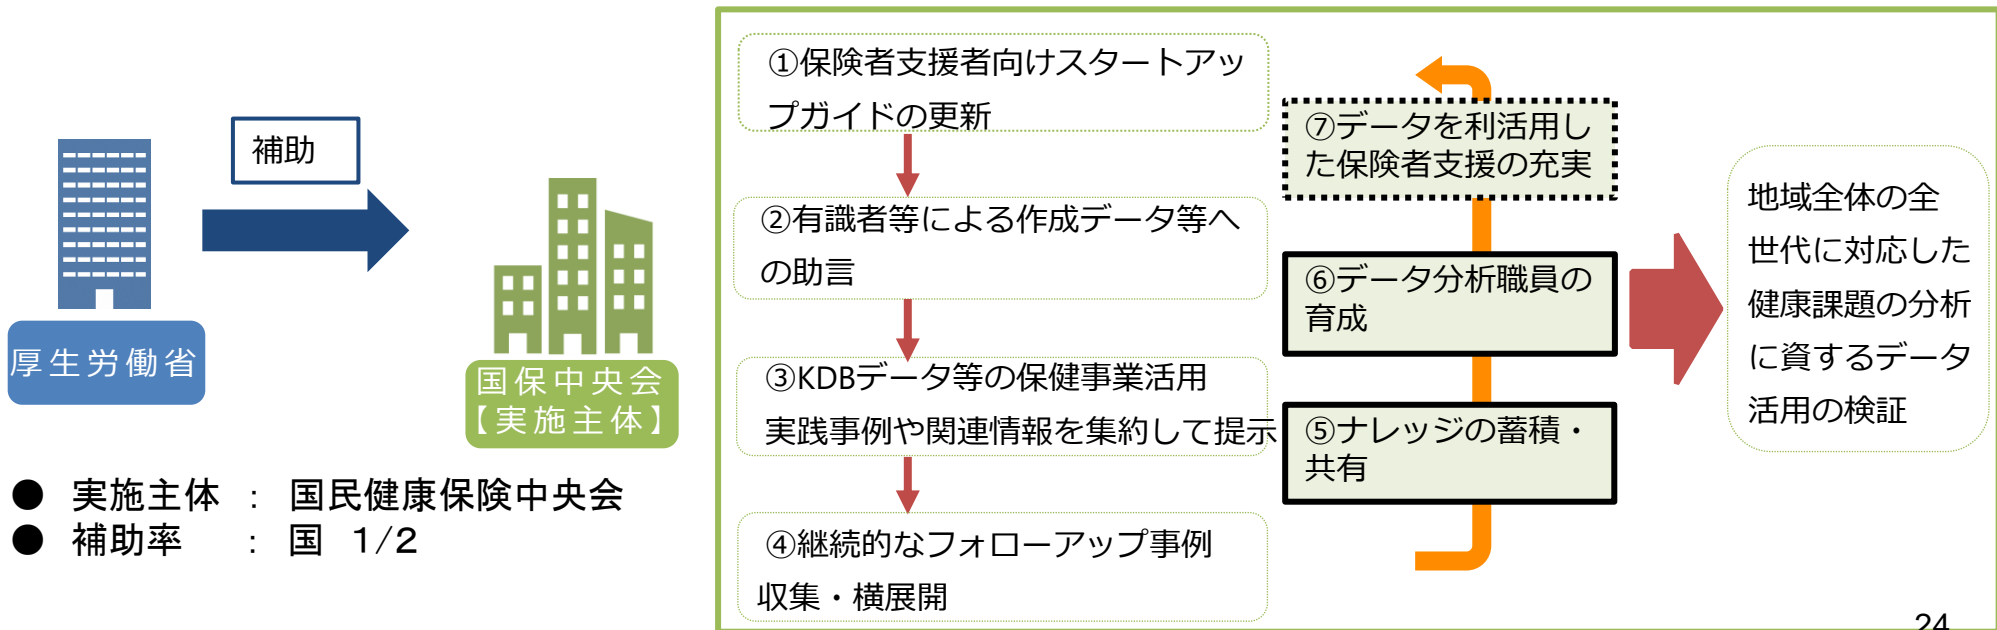 補助
厚生労働省
国保中央会
【実施主体】
● 実施主体 : 国民健康保険中央会
● 補助率 : 国 1/2
①保険者支援者向けスタートアッ
プガイドの更新
②有識者等による作成データ等へ
の助言
③KDBデータ等の保健事業活用
実践事例や関連情報を集約して提示
④継続的なフォローアップ事例
収集・横展開
⑦データを利活用し
た保険者支援の充実
⑥データ分析職員の
育成
⑤ナレッジの蓄積・
共有
地域全体の全
世代に対応した
健康課題の分析
に資するデータ
活用の検証
24